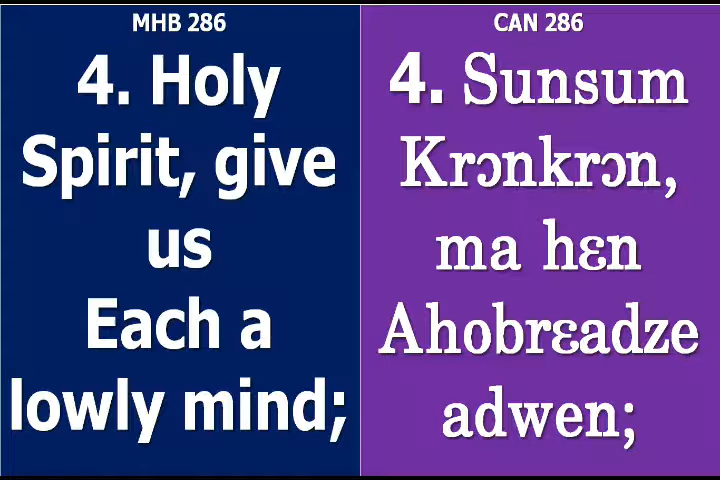 MHB 286
4. Holy
Spirit, give
us
Each a
lowly mind;
CAN 286
4. Sunsum
Krɔnkrɔn,
ma hɛn
Ahobrɛadze
adwen;